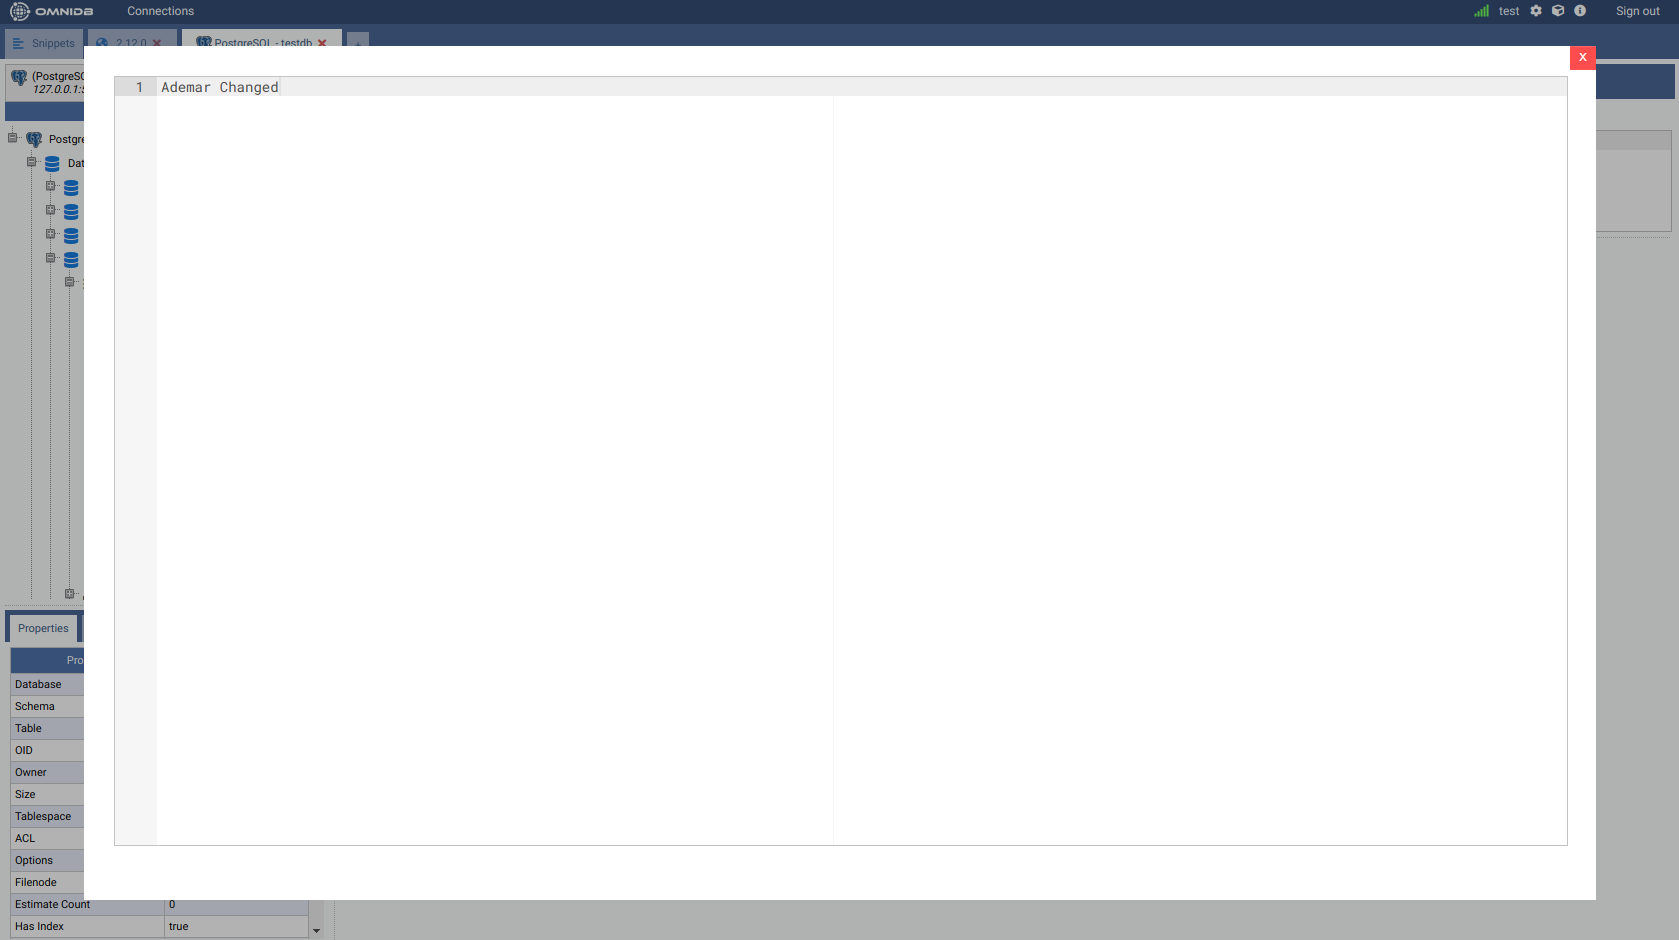 OMNIDB Connections test Sign out
Snippets 2.12.0 PostgreSQL - testdb +
X
(PostgreSQ
127.0.0.1:5
1 Ademar Changed
Postgre
Dat
Properties
Pro
Database
Schema
Table
OID
Owner
Size
Tablespace
ACL
Options
Filenode
Estimate Count 0
Has Index true